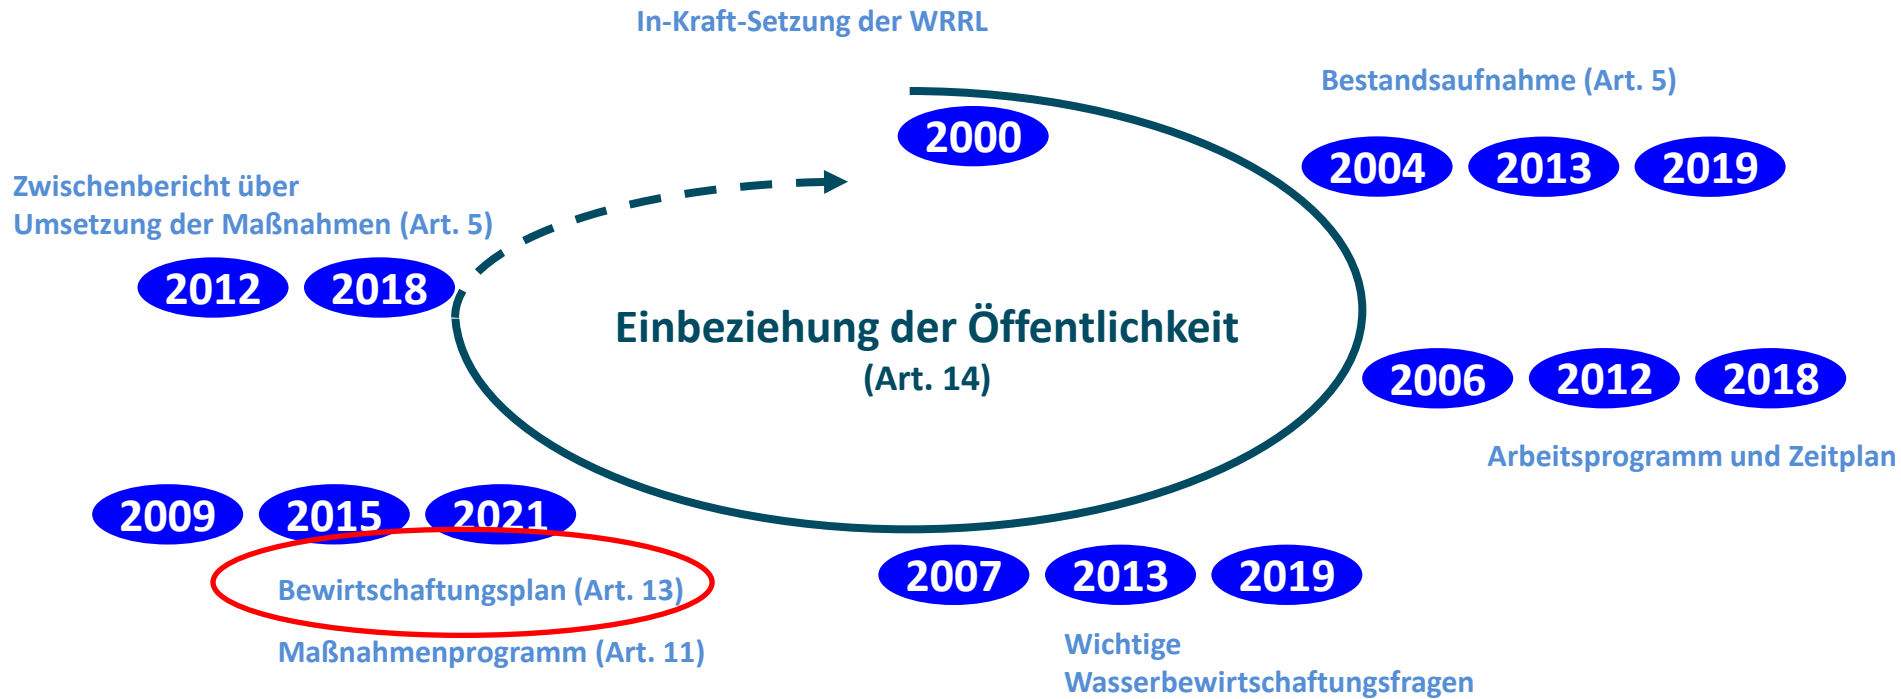 In-Kraft-Setzung der WRRL
2000
Bestandsaufnahme (Art. 5)
2004 2013 2019
Zwischenbericht über
Umsetzung der Maßnahmen (Art. 5)
2012 2018
Einbeziehung der Öffentlichkeit
(Art. 14)
2006 2012 2018
Arbeitsprogramm und Zeitplan
2009 2015 2021
Bewirtschaftungsplan (Art. 13)
Maßnahmenprogramm (Art. 11)
2007 2013 2019
Wichtige
Wasserbewirtschaftungsfragen